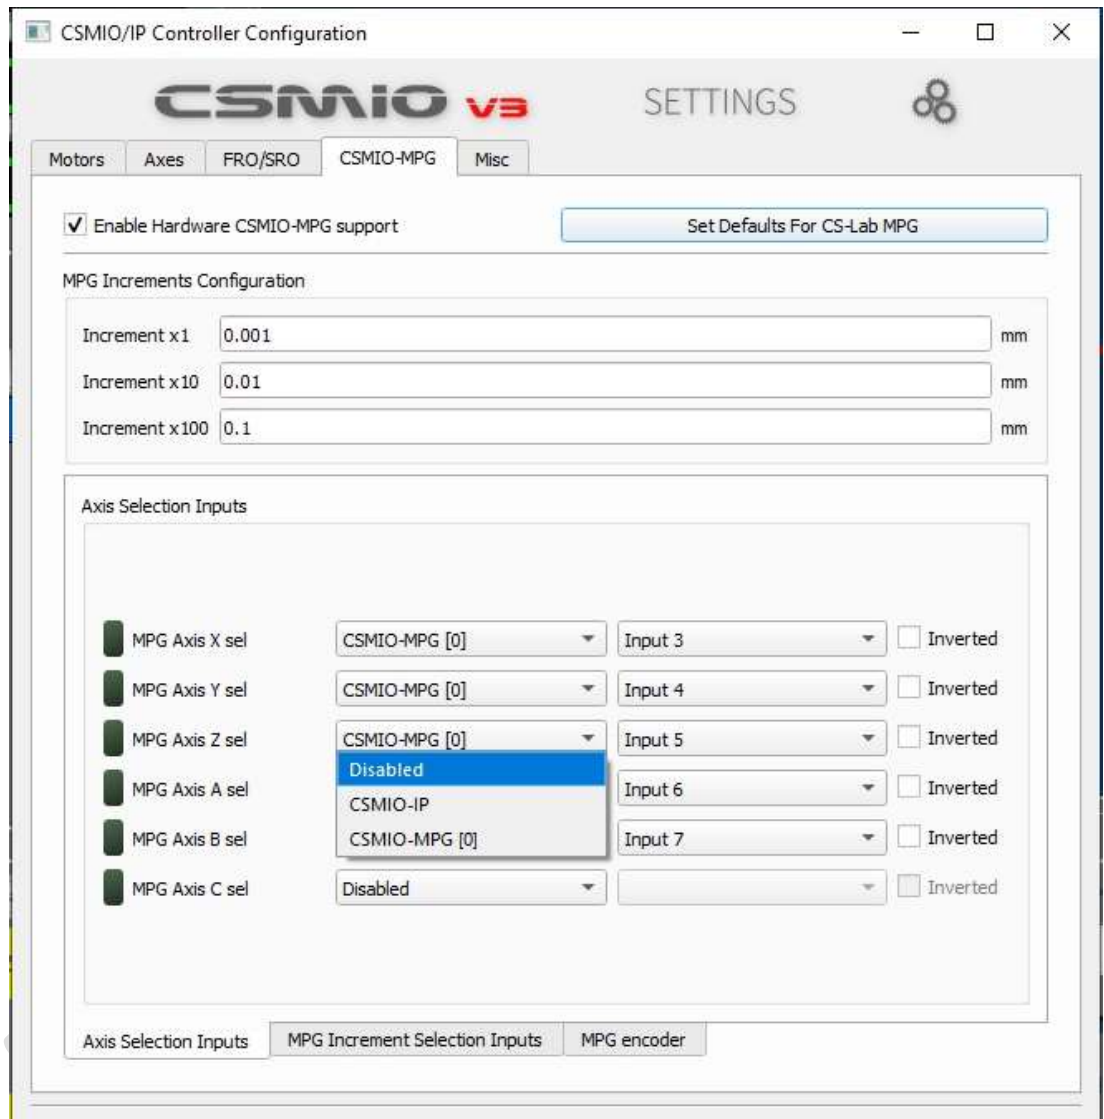 CSMIO/IP Controller Configuration
CSMIO V3 SETTINGS
Motors Axes FRO/SRO CSMIO-MPG Misc
Enable Hardware CSMIO-MPG support Set Defaults For CS-Lab MPG
MPG Increments Configuration
Increment x1 0.001 mm
Increment x10 0.01 mm
Increment x100 0.1 mm
Axis Selection Inputs
MPG Axis X sel CSMIO-MPG [0] Input 3 Inverted
MPG Axis Y sel CSMIO-MPG [0] Input 4 Inverted
MPG Axis Z sel CSMIO-MPG [0] Input 5 Inverted
Disabled
MPG Axis A sel CSMIO-IP Input 6 Inverted
MPG Axis B sel CSMIO-MPG [0] Input 7 Inverted
MPG Axis C sel Disabled Inverted
Axis Selection Inputs MPG Increment Selection Inputs MPG encoder